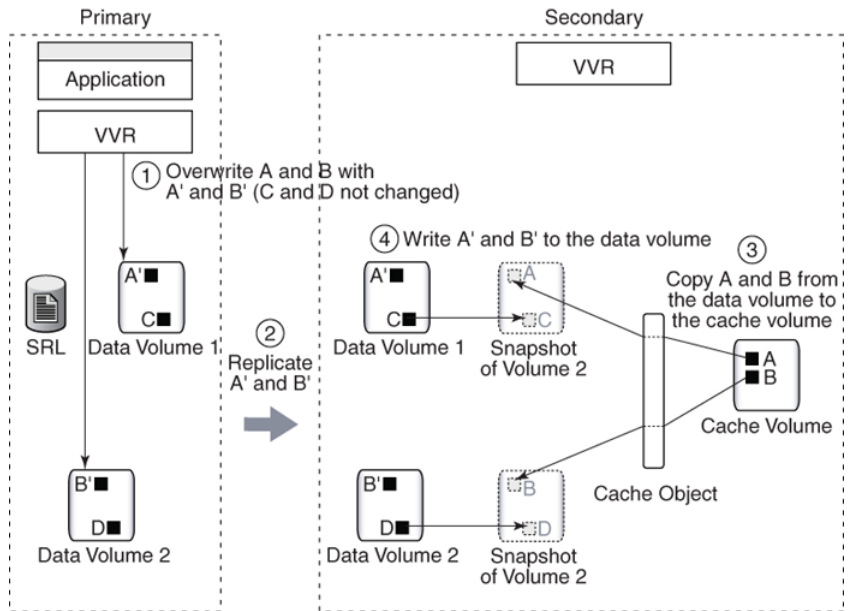 Primary
Secondary
Application
VVR
VVR
1 Overwrite A and B with
A' and B' (C and D not changed)
4 Write A' and B' to the data volume
3
Copy A and B from
the data volume to
the cache volume
A'
C
SRL
Data Volume 1
2
Replicate
A' and B'
A'
C
Data Volume 1
A
C
Snapshot
of Volume 2
A
B
Cache Volume
Cache Object
B'
D
Data Volume 2
B'
D
Data Volume 2
B
D
Snapshot
of Volume 2